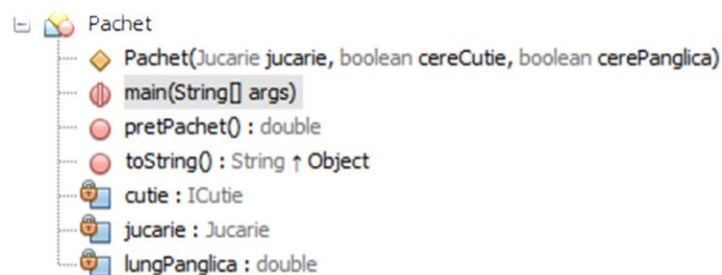 Pachet
Pachet(Jucarie jucarie, boolean cereCutie, boolean cerePanglica)
main(String[] args)
pretPachet() : double
toString() : String ↑ Object
cutie : ICutie
jucarie : Jucarie
lungPanglica : double